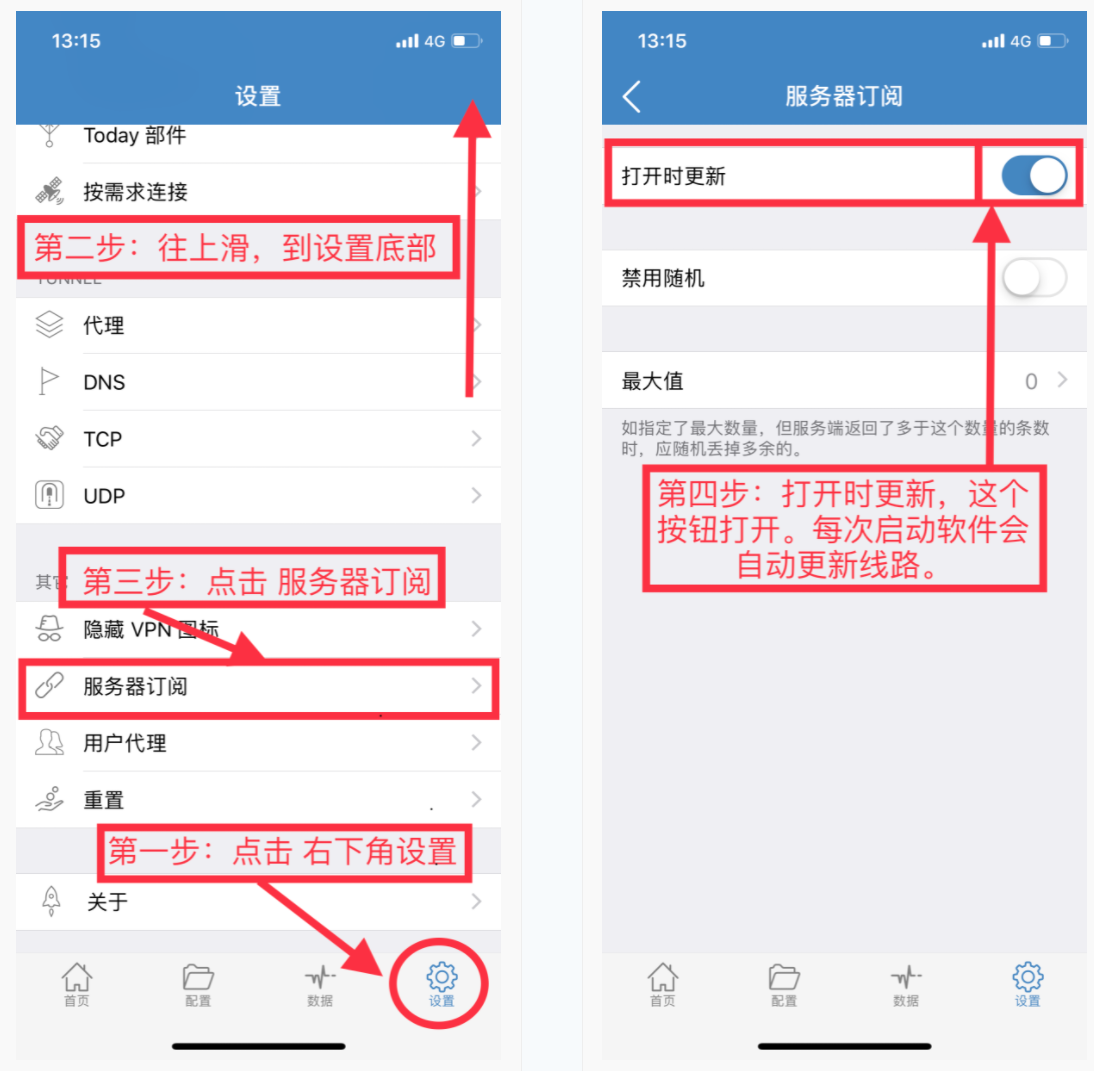 13:15
4G
设置
Today 部件
按需求连接
第二步：往上滑，到设置底部
TUNNEL
代理
DNS
TCP
UDP
其它
第三步：点击 服务器订阅
隐藏 VPN 图标
服务器订阅
用户代理
重置
第一步：点击 右下角设置
关于
首页
配置
数据
设置
13:15
4G
服务器订阅
打开时更新
禁用随机
最大值
0
如指定了最大数量，但服务端返回了多于这个数量的条数
时，应随机丢掉多余的。
第四步：打开时更新，这个
按钮打开。每次启动软件会
自动更新线路。
首页
配置
数据
设置